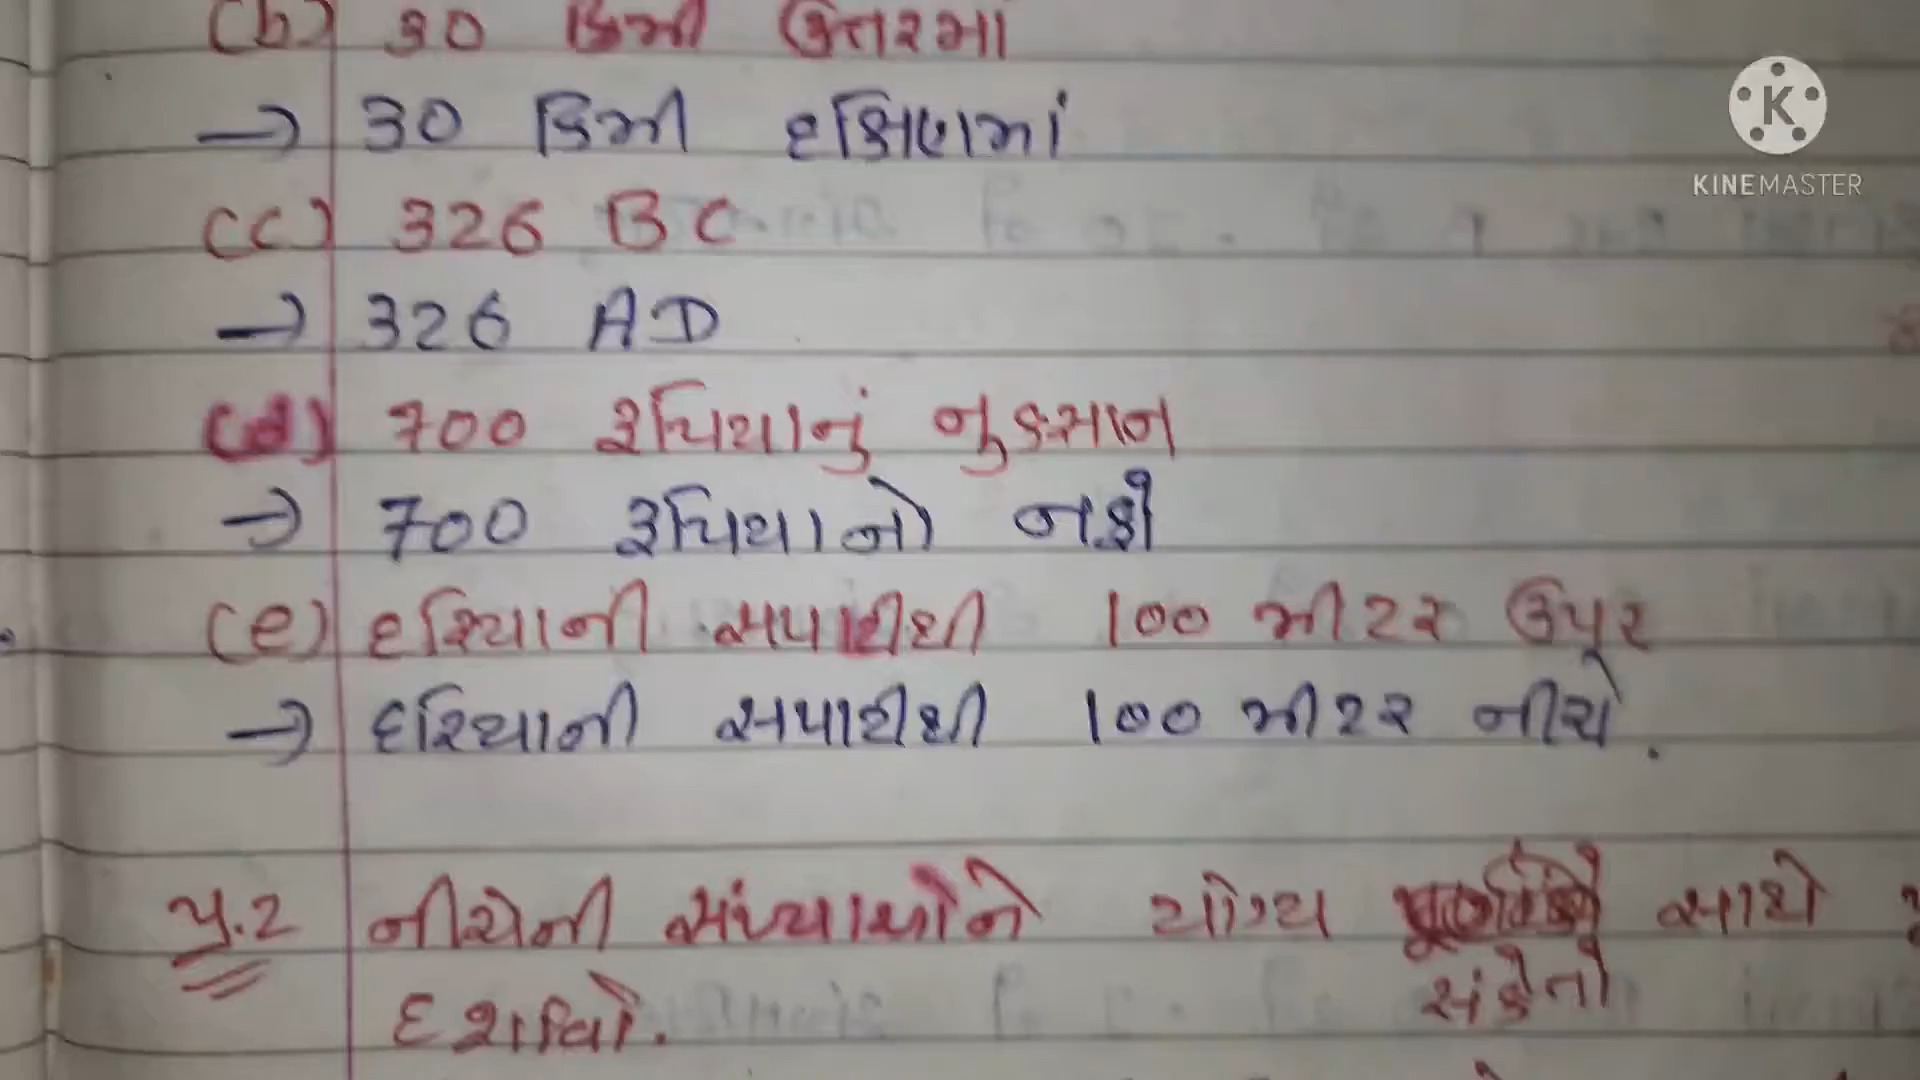 (b) 30 કિમી ઉત્તરમાં
→ 30 કિમી દક્ષિણમાં
KINEMASTER
(c) 326 BC
→ 326 AD
(d) 700 રૂપિયાનું નુકસાન
→ 700 રૂપિયાનો નફો
(e) દરિયાની સપાટીથી 100 મીટર ઉપર
→ દરિયાની સપાટીથી 100 મીટર નીચે.
પ્ર.2 નીચેની સંખ્યાઓને યોગ્ય સાથે
સંકેતો
દર્શાવો.